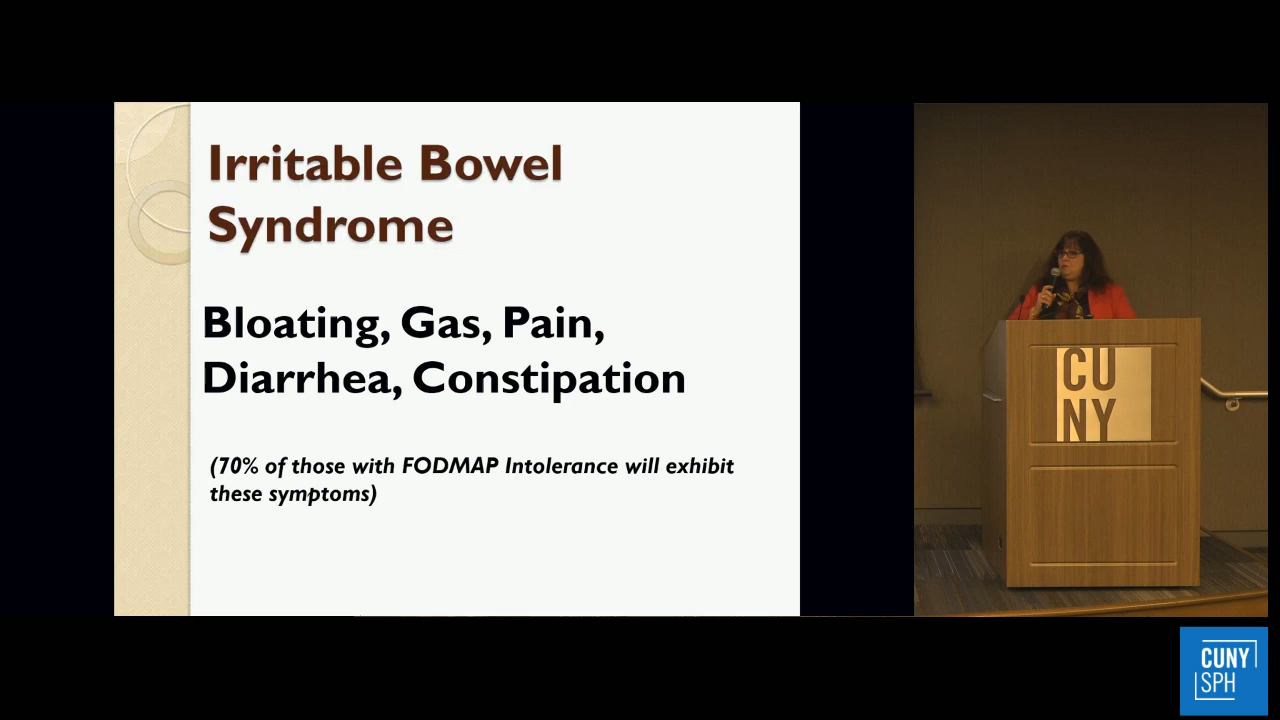 Irritable Bowel
Syndrome
Bloating, Gas, Pain,
Diarrhea, Constipation
(70% of those with FODMAP Intolerance will exhibit
these symptoms)
CU
NY
CUNY
SPH